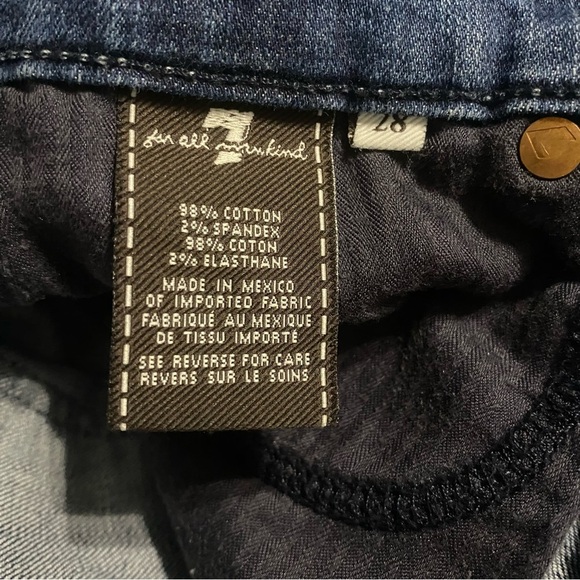 7
for all mankind
28
98% COTTON
2% SPANDEX
98% COTON
2% ELASTHANE
MADE IN MEXICO
OF IMPORTED FABRIC
FABRIQUÉ AU MEXIQUE
DE TISSU IMPORTÉ
SEE REVERSE FOR CARE
REVERS SUR LE SOINS